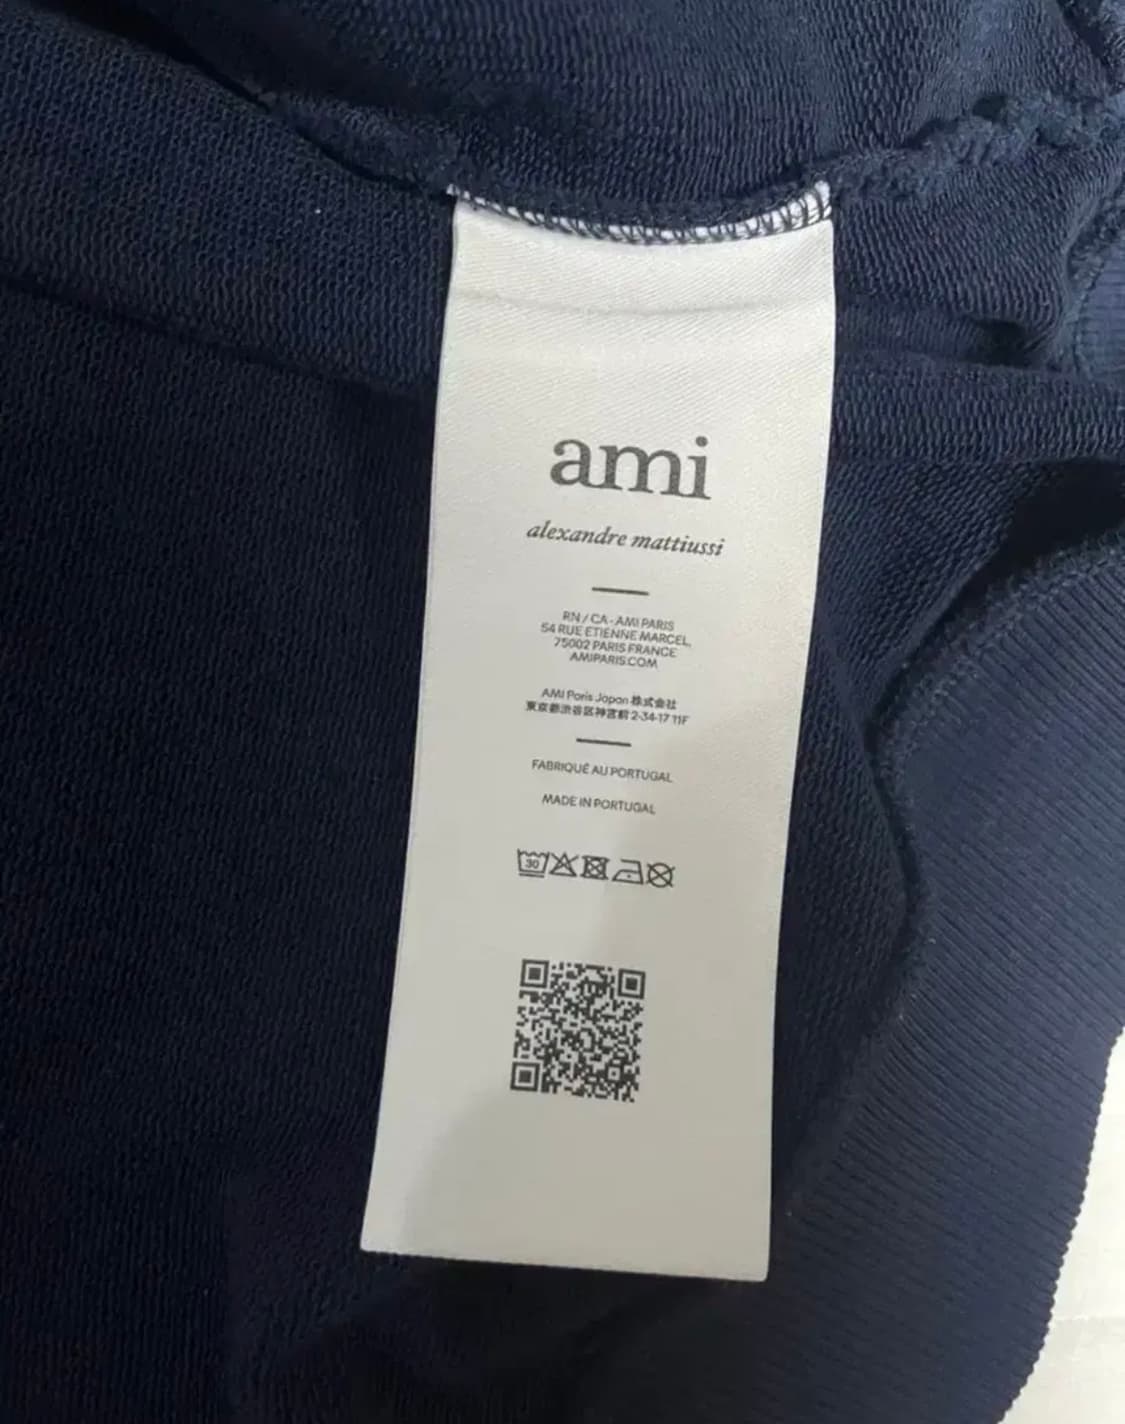 ami
alexandre mattiussi
RN / CA - AMI PARIS
54 RUE ETIENNE MARCEL,
75002 PARIS FRANCE
AMIPARIS.COM
AMI Paris Japan 株式会社
東京都渋谷区神宮前 2-34-17 11F
FABRIQUÉ AU PORTUGAL
MADE IN PORTUGAL
30